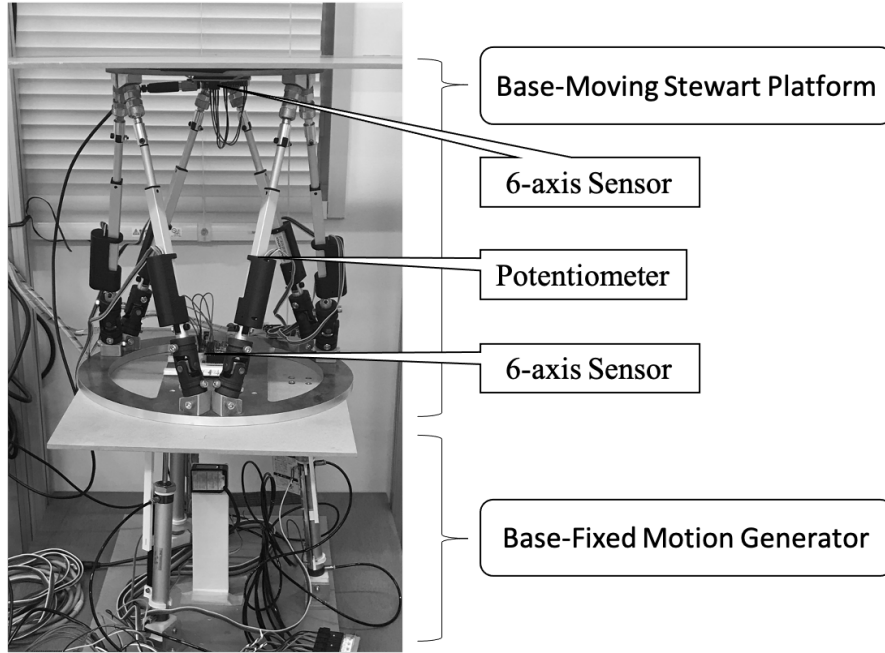 Base-Moving Stewart Platform
6-axis Sensor
Potentiometer
6-axis Sensor
Base-Fixed Motion Generator